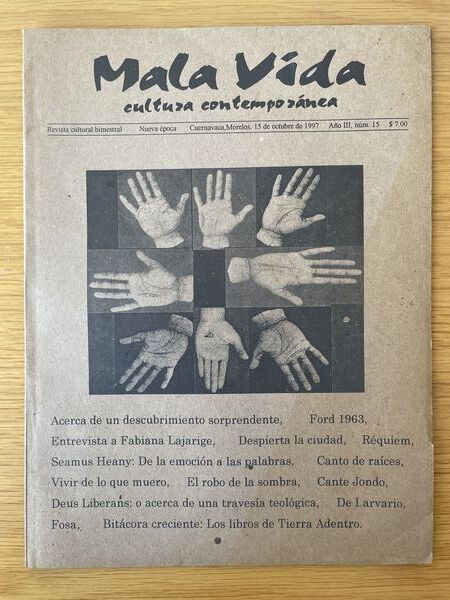 Mala Vida
cultura contemporánea
Revista cultural bimestral Nueva época Cuernavaca, Morelos, 15 de octubre de 1997 Año III, núm. 15 $ 7.00
Acerca de un descubrimiento sorprendente, Ford 1963,
Entrevista a Fabiana Lajarige, Despierta la ciudad, Réquiem,
Seamus Heany: De la emoción a las palabras, Canto de raíces,
Vivir de lo que muero, El robo de la sombra, Cante Jondo,
Deus Liberans: o acerca de una travesía teológica, De Larvario,
Fosa, Bitácora creciente: Los libros de Tierra Adentro.